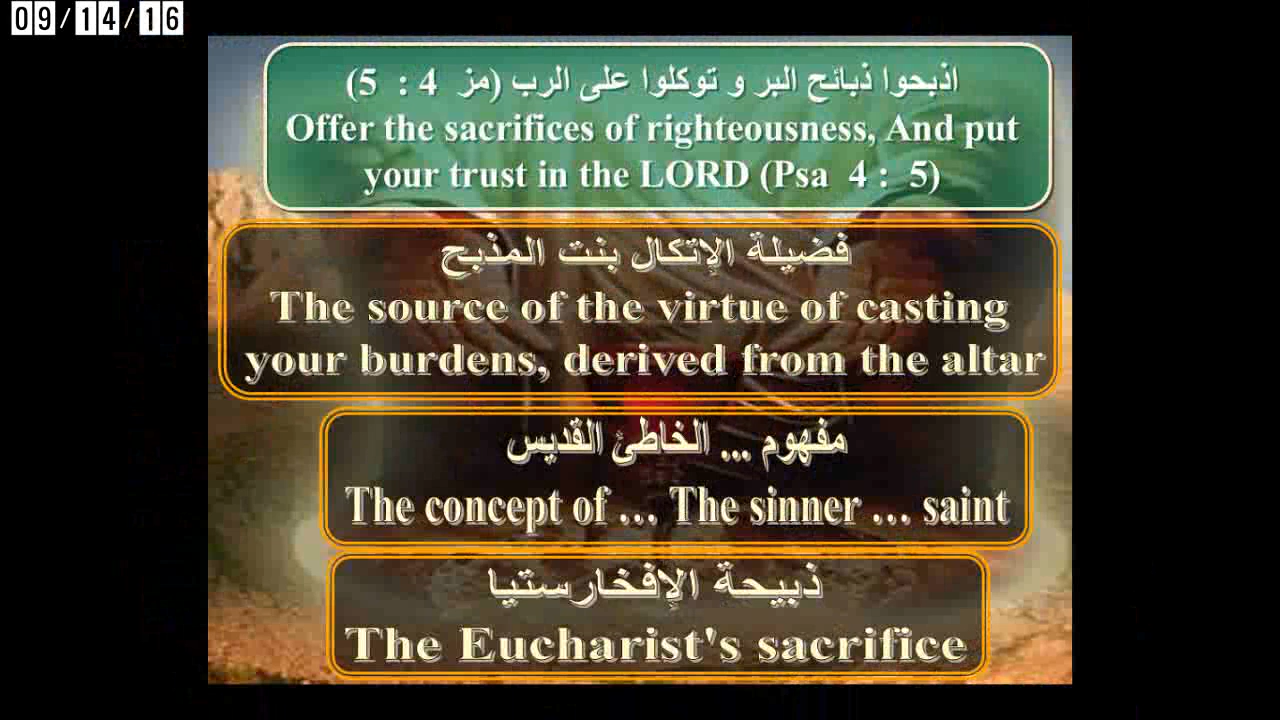 09/14/16
اذبحوا ذبائح البر و توكلوا على الرب (مز 4 : 5)
Offer the sacrifices of righteousness, And put
your trust in the LORD (Psa 4 : 5)
فضيلة الإتكال بنت المذبح
The source of the virtue of casting
your burdens, derived from the altar
مفهوم ... الخاطئ القديس
The concept of ... The sinner ... saint
ذبيحة الإفخارستيا
The Eucharist's sacrifice